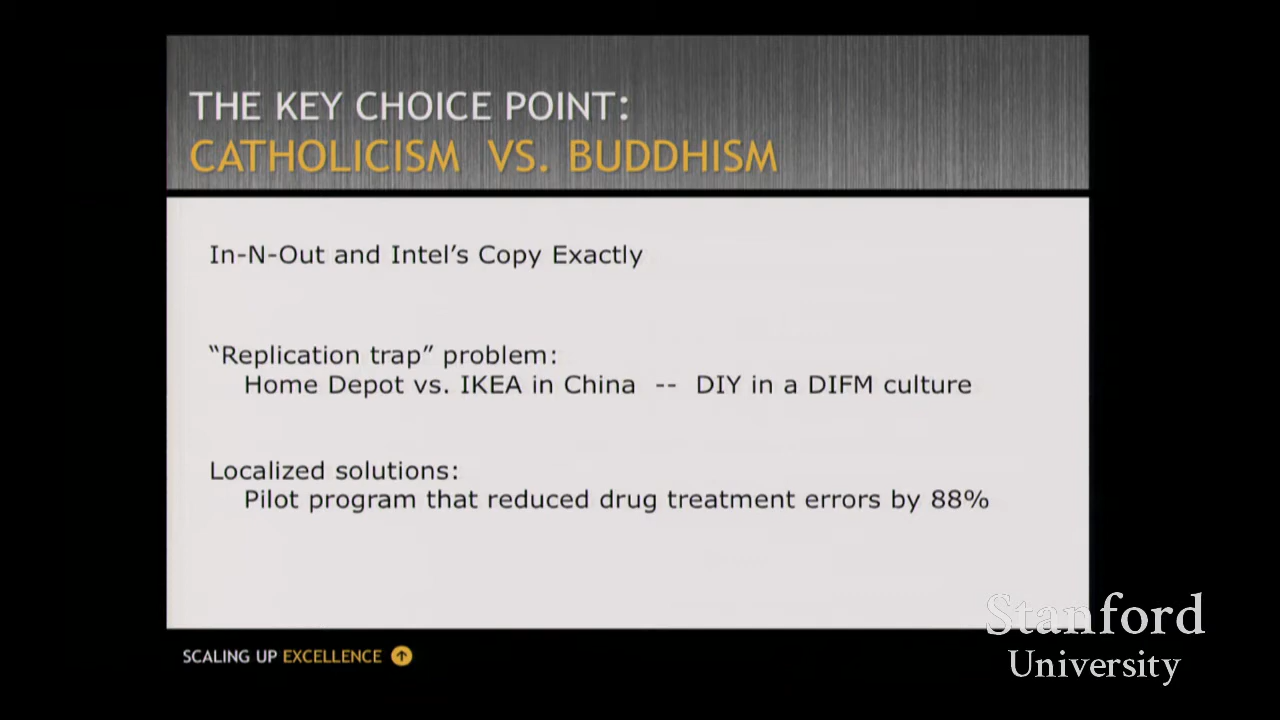 THE KEY CHOICE POINT:
CATHOLICISM VS. BUDDHISM
In-N-Out and Intel’s Copy Exactly
“Replication trap” problem:
Home Depot vs. IKEA in China -- DIY in a DIFM culture
Localized solutions:
Pilot program that reduced drug treatment errors by 88%
SCALING UP EXCELLENCE
Stanford
University